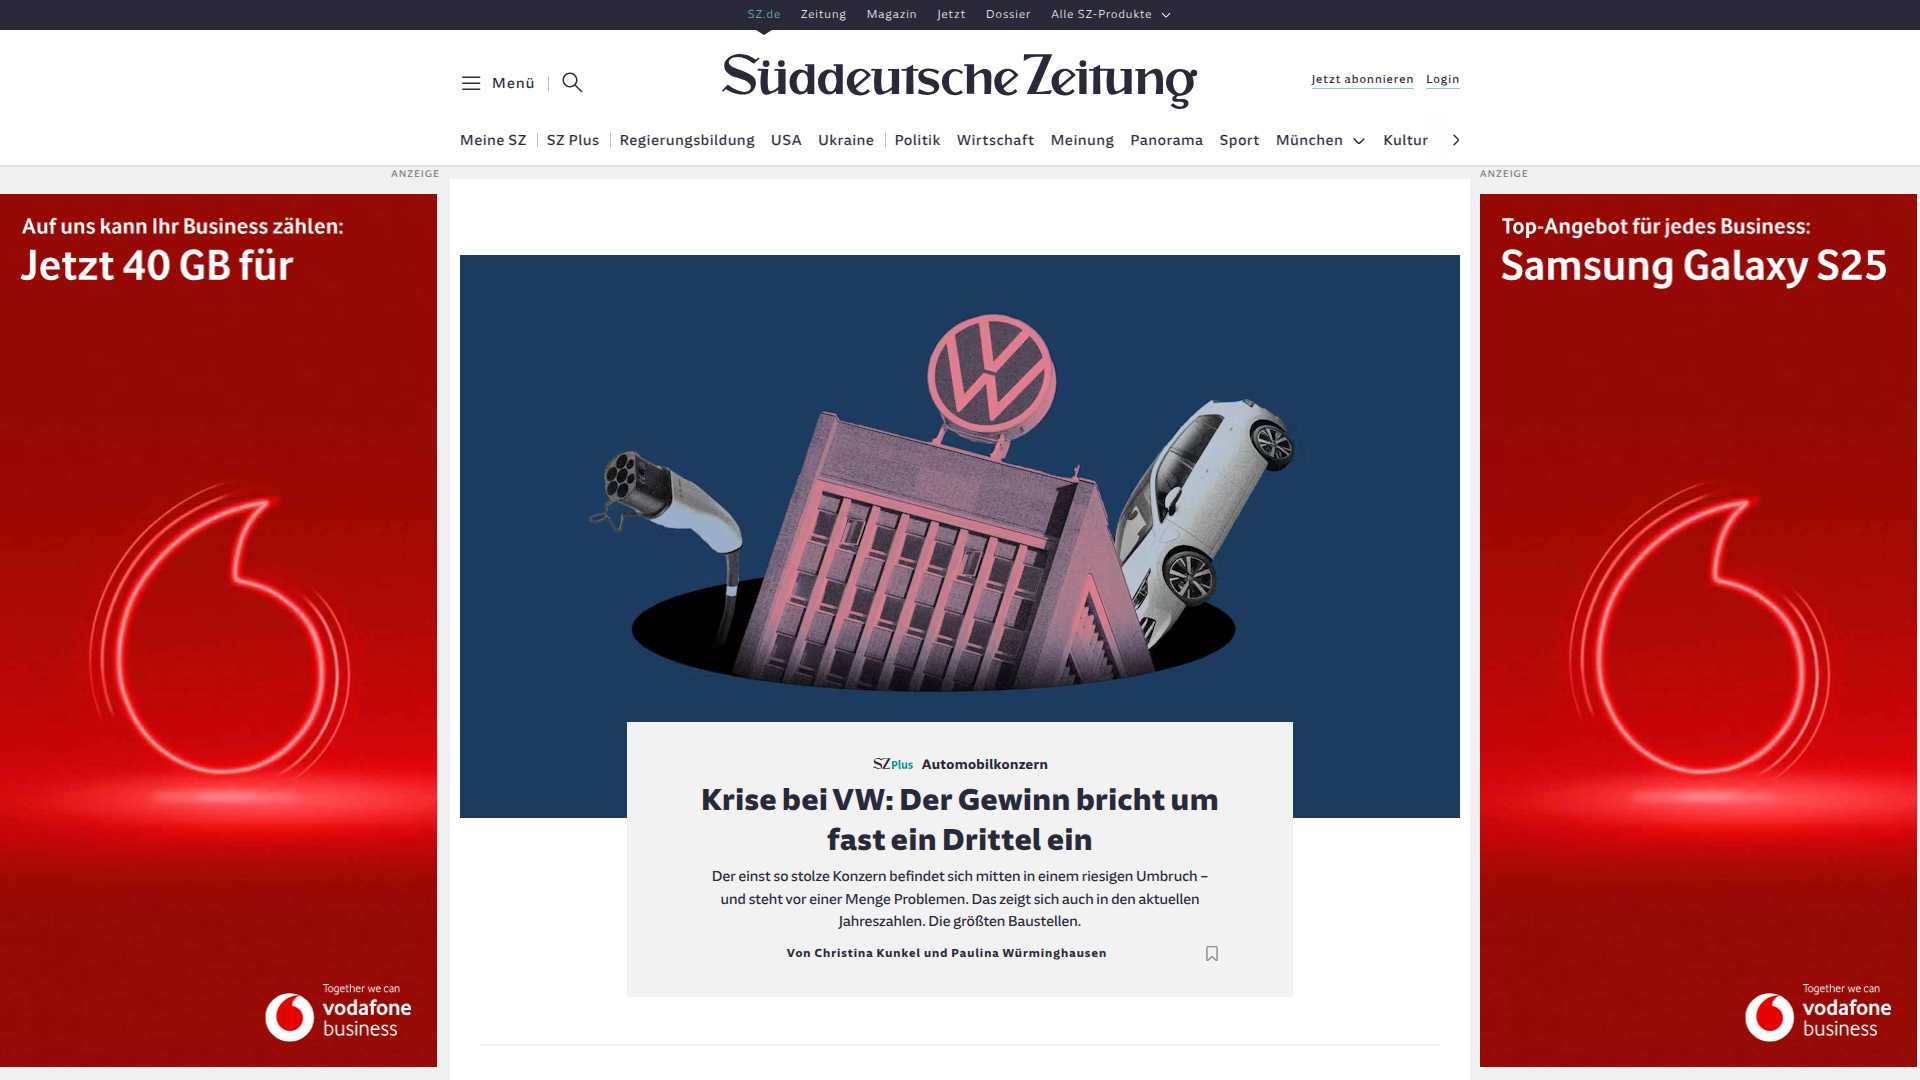 SZ.de Zeitung Magazin Jetzt Dossier Alle SZ-Produkte
Menü
Süddeutsche Zeitung
Jetzt abonnieren Login
Meine SZ SZ Plus Regierungsbildung USA Ukraine Politik Wirtschaft Meinung Panorama Sport München Kultur
ANZEIGE
Auf uns kann Ihr Business zählen:
Jetzt 40 GB für
Together we can
vodafone
business
VW
SZ Plus Automobilkonzern
Krise bei VW: Der Gewinn bricht um
fast ein Drittel ein
Der einst so stolze Konzern befindet sich mitten in einem riesigen Umbruch –
und steht vor einer Menge Problemen. Das zeigt sich auch in den aktuellen
Jahreszahlen. Die größten Baustellen.
Von Christina Kunkel und Paulina Würminghausen
ANZEIGE
Top-Angebot für jedes Business:
Samsung Galaxy S25
Together we can
vodafone
business